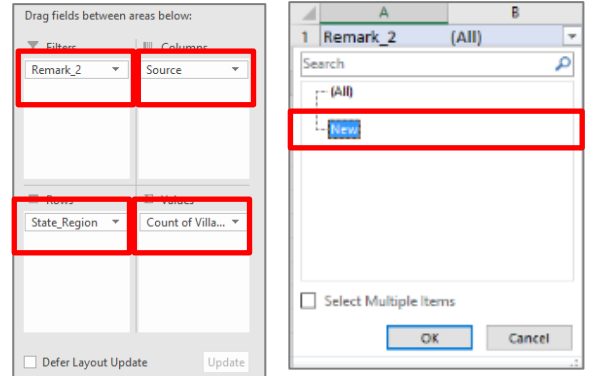 Drag fields between areas below:
Filters
Columns
Remark_2
Source
Rows
Values
State_Region
Count of Villa...
Defer Layout Update
Update
A
B
1 Remark_2 (All)
Search
(All)
New
Select Multiple Items
OK
Cancel